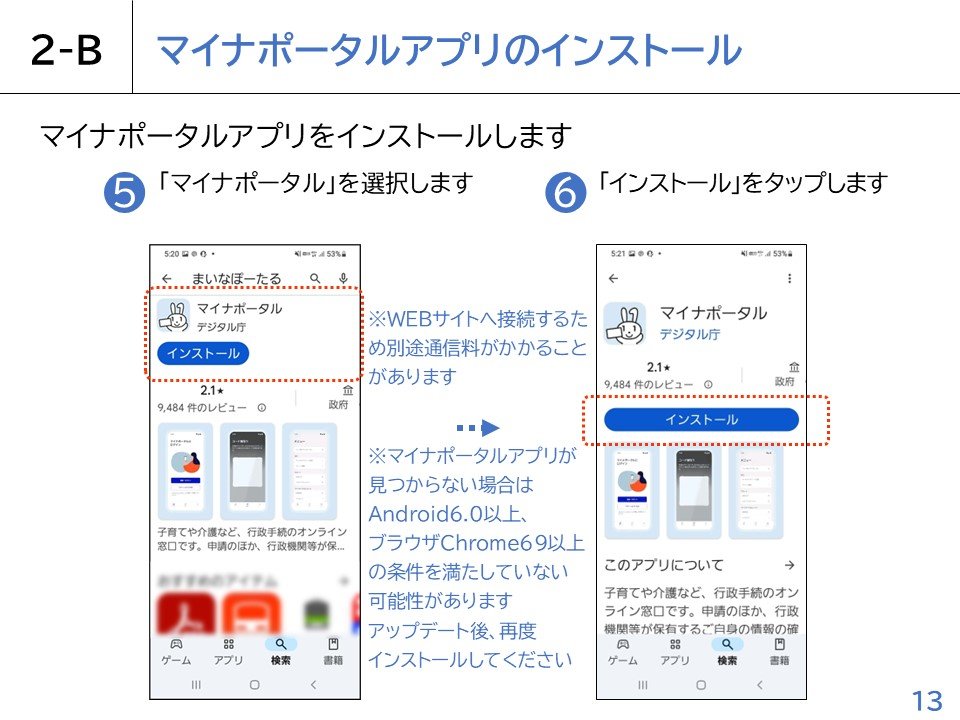 2-B
マイナポータルアプリのインストール
マイナポータルアプリをインストールします
5
「マイナポータル」を選択します
6
「インストール」をタップします
5:20
53%
まいなぽーたる
マイナポータル
デジタル庁
インストール
2.1★
9,484 件のレビュー
政府
子育てや介護など、行政手続のオンライン
窓口です。申請のほか、行政機関等が保...
おすすめのアイテム
ゲーム
アプリ
検索
書籍
※WEBサイトへ接続するた
め別途通信料がかかること
があります
※マイナポータルアプリが
見つからない場合は
Android6.0以上、
ブラウザChrome69以上
の条件を満たしていない
可能性があります
アップデート後、再度
インストールしてください
5:21
53%
マイナポータル
デジタル庁
2.1★
9,484 件のレビュー
政府
インストール
このアプリについて
子育てや介護など、行政手続のオン
ライン窓口です。申請のほか、行政
機関等が保有するご自身の情報の確
ゲーム
アプリ
検索
書籍
13